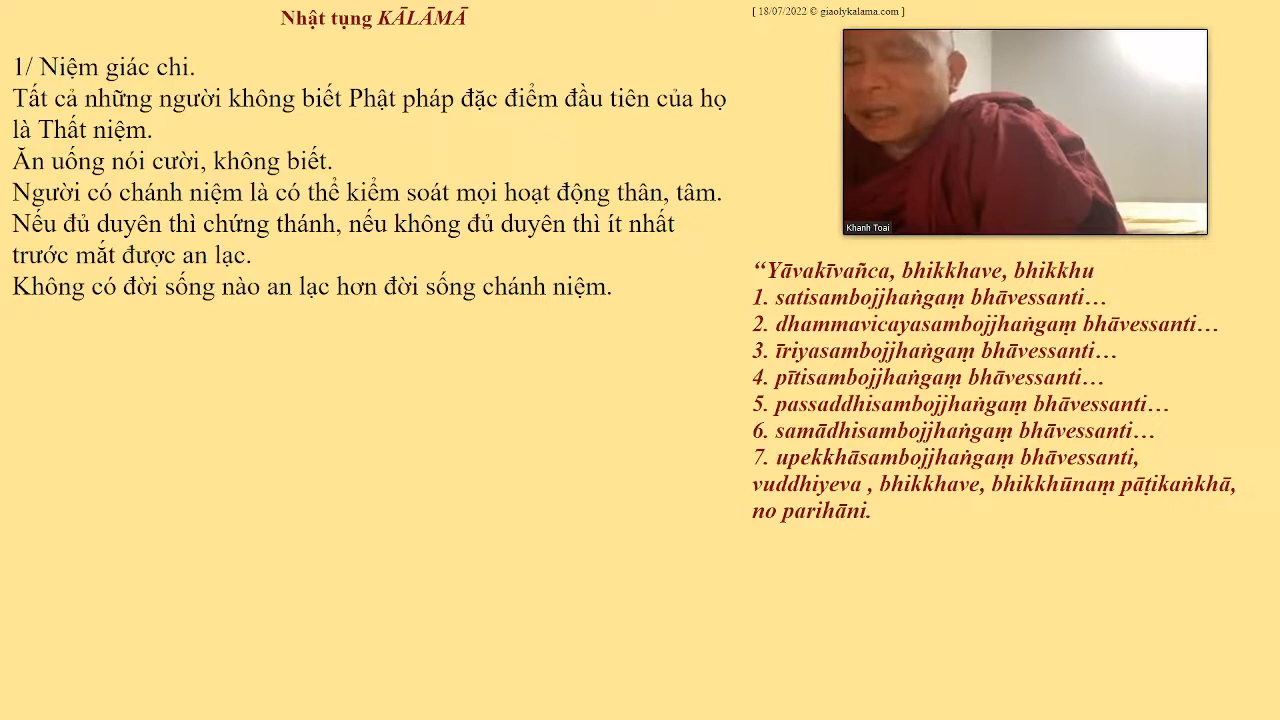 Nhật tụng KĀLĀMĀ
1/ Niệm giác chi.
Tất cả những người không biết Phật pháp đặc điểm đầu tiên của họ
là Thất niệm.
Ăn uống nói cười, không biết.
Người có chánh niệm là có thể kiểm soát mọi hoạt động thân, tâm.
Nếu đủ duyên thì chứng thánh, nếu không đủ duyên thì ít nhất
trước mắt được an lạc.
Không có đời sống nào an lạc hơn đời sống chánh niệm.
[ 18/07/2022 © giaolykalama.com ]
Khanh Toai
“Yāvakīvañca, bhikkhave, bhikkhu
1. satisambojjhaṅgaṃ bhāvessanti…
2. dhammavicayasambojjhaṅgaṃ bhāvessanti…
3. īriyasambojjhaṅgaṃ bhāvessanti…
4. pītisambojjhaṅgaṃ bhāvessanti…
5. passaddhisambojjhaṅgaṃ bhāvessanti…
6. samādhisambojjhaṅgaṃ bhāvessanti…
7. upekkhāsambojjhaṅgaṃ bhāvessanti,
vuddhiyeva , bhikkhave, bhikkhūnaṃ pāṭikaṅkhā,
no parihāni.